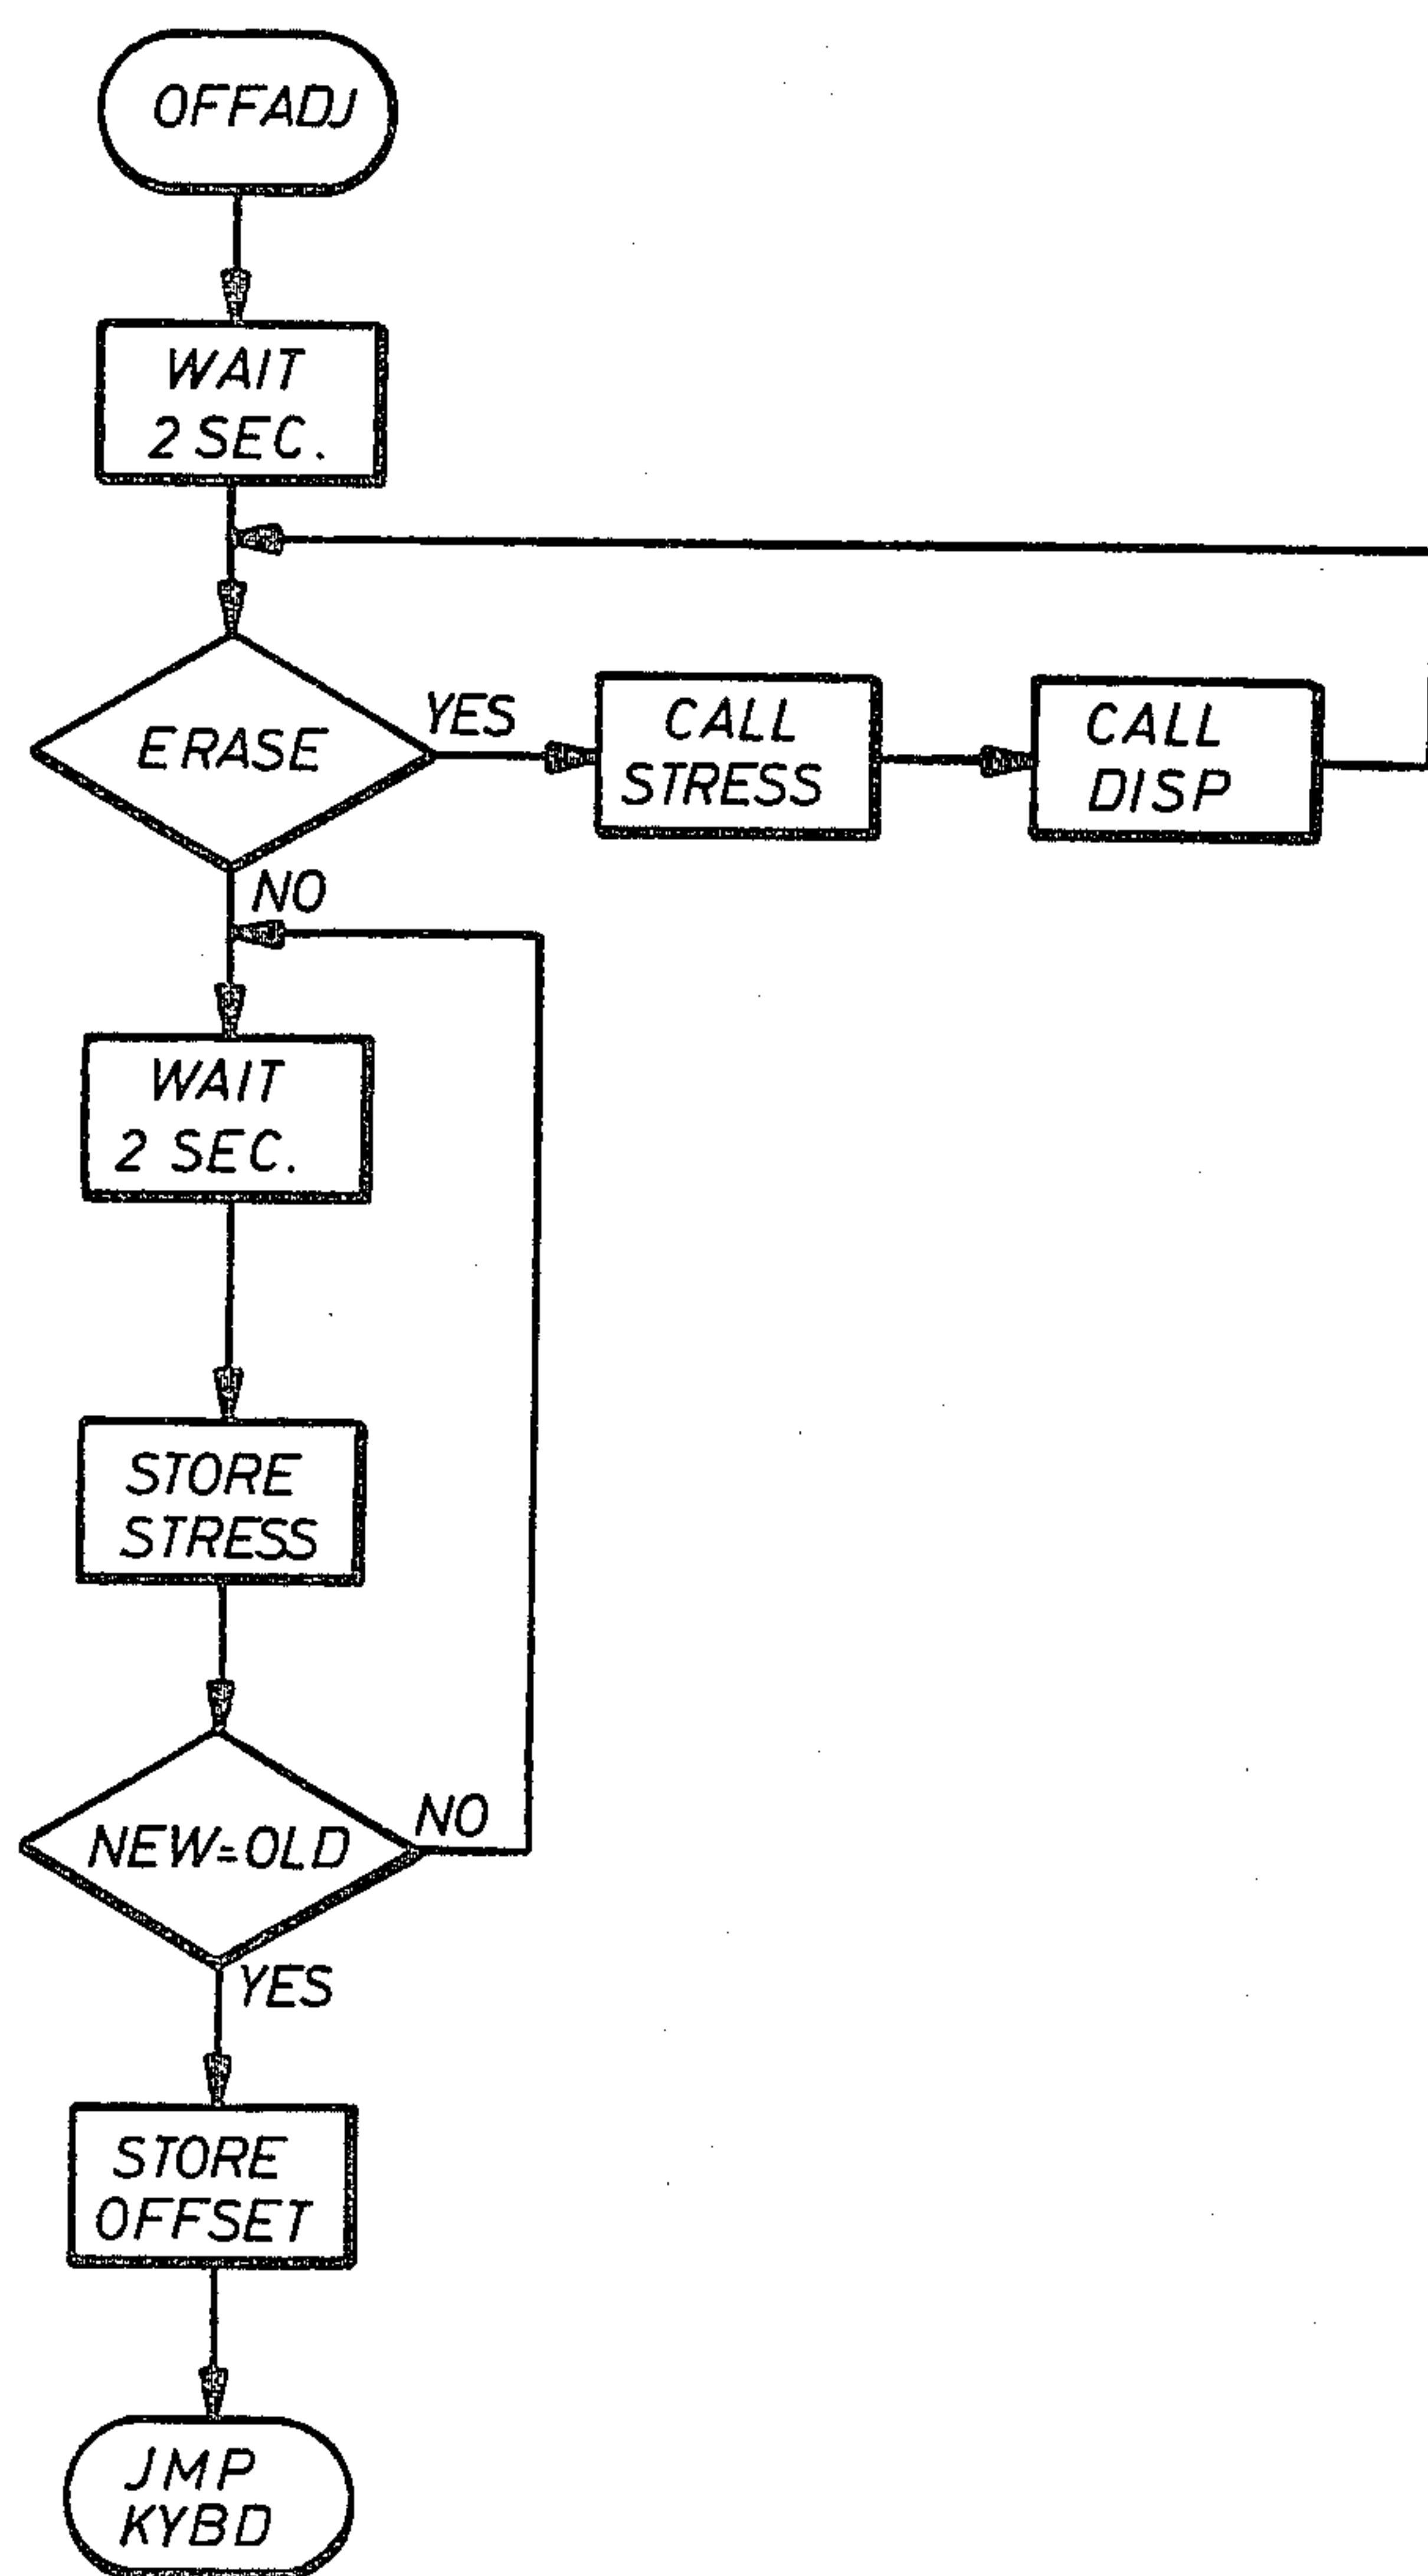 OFFADJ
WAIT
2 SEC.
ERASE
YES
CALL
STRESS
CALL
DISP
NO
WAIT
2 SEC.
STORE
STRESS
NEW=OLD
NO
YES
STORE
OFFSET
JMP
KYBD